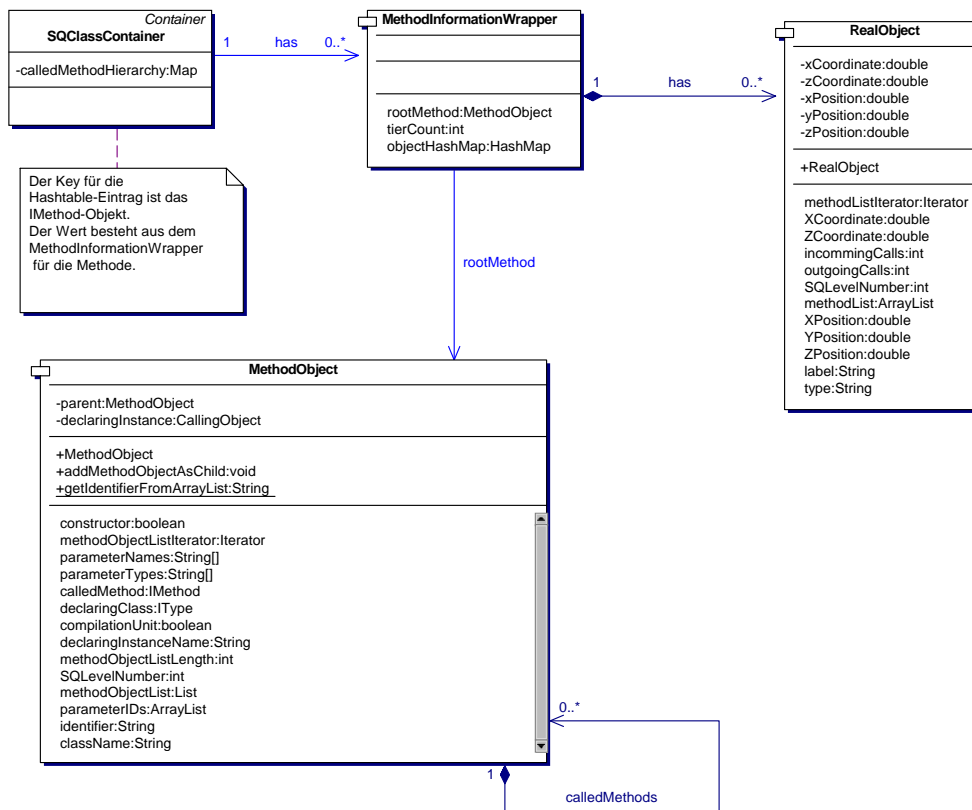 Container
SQClassContainer
-calledMethodHierarchy:Map
1
has
0..*
MethodInformationWrapper
rootMethod:MethodObject
tierCount:int
objectHashMap:HashMap
1
has
0..*
RealObject
-xCoordinate:double
-zCoordinate:double
-xPosition:double
-yPosition:double
-zPosition:double
+RealObject
methodListIterator:Iterator
XCoordinate:double
ZCoordinate:double
incommingCalls:int
outgoingCalls:int
SQLevelNumber:int
methodList:ArrayList
XPosition:double
YPosition:double
ZPosition:double
label:String
type:String
Der Key für die
Hashtable-Eintrag ist das
IMethod-Objekt.
Der Wert besteht aus dem
MethodInformationWrapper
für die Methode.
rootMethod
MethodObject
-parent:MethodObject
-declaringInstance:CallingObject
+MethodObject
+addMethodObjectAsChild:void
+getIdentifierFromArrayList:String
constructor:boolean
methodObjectListIterator:Iterator
parameterNames:String[]
parameterTypes:String[]
calledMethod:IMethod
declaringClass:IType
compilationUnit:boolean
declaringInstanceName:String
methodObjectListLength:int
SQLevelNumber:int
methodObjectList:List
parameterIDs:ArrayList
identifier:String
className:String
0..*
1
calledMethods